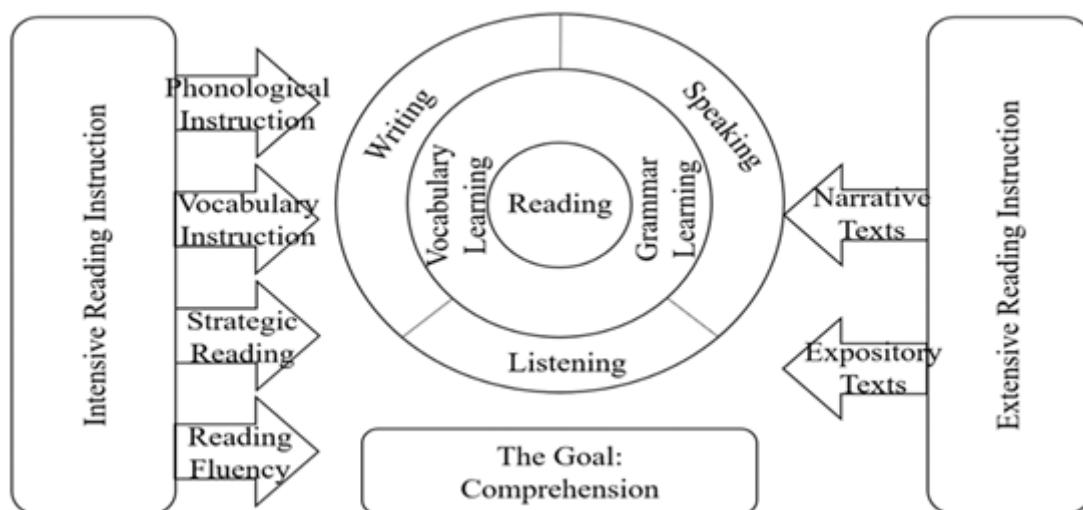 Intensive Reading Instruction
Phonological
Instruction
Vocabulary
Instruction
Strategic
Reading
Reading
Fluency
Writing
Speaking
Listening
Vocabulary
Learning
Reading
Grammar
Learning
The Goal:
Comprehension
Narrative
Texts
Expository
Texts
Extensive Reading Instruction